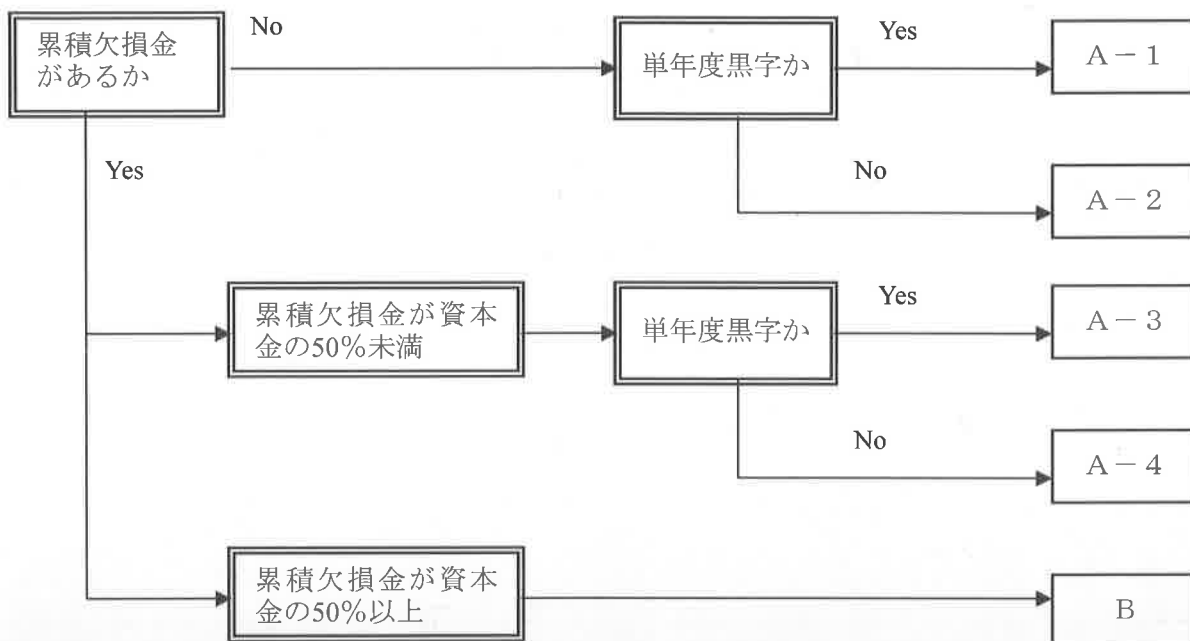 累積欠損金
があるか
No
単年度黒字か
Yes
A－1
Yes
No
A－2
累積欠損金が資本
金の50％未満
単年度黒字か
Yes
A－3
No
A－4
累積欠損金が資本
金の50％以上
B